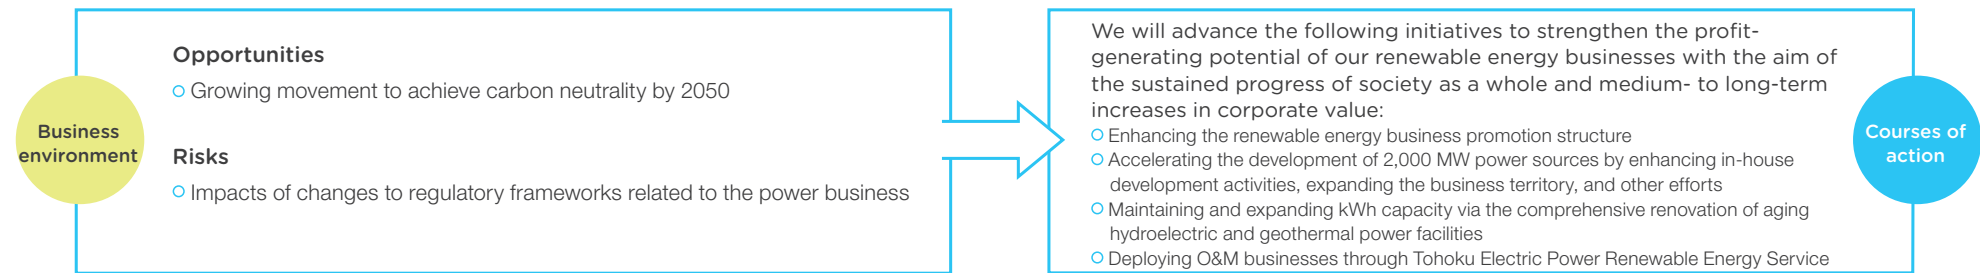 Business
environment
Opportunities
Growing movement to achieve carbon neutrality by 2050
Risks
Impacts of changes to regulatory frameworks related to the power business
We will advance the following initiatives to strengthen the profit-
generating potential of our renewable energy businesses with the aim of
the sustained progress of society as a whole and medium- to long-term
increases in corporate value:
Enhancing the renewable energy business promotion structure
Accelerating the development of 2,000 MW power sources by enhancing in-house
development activities, expanding the business territory, and other efforts
Maintaining and expanding kWh capacity via the comprehensive renovation of aging
hydroelectric and geothermal power facilities
Deploying O&M businesses through Tohoku Electric Power Renewable Energy Service
Courses of
action